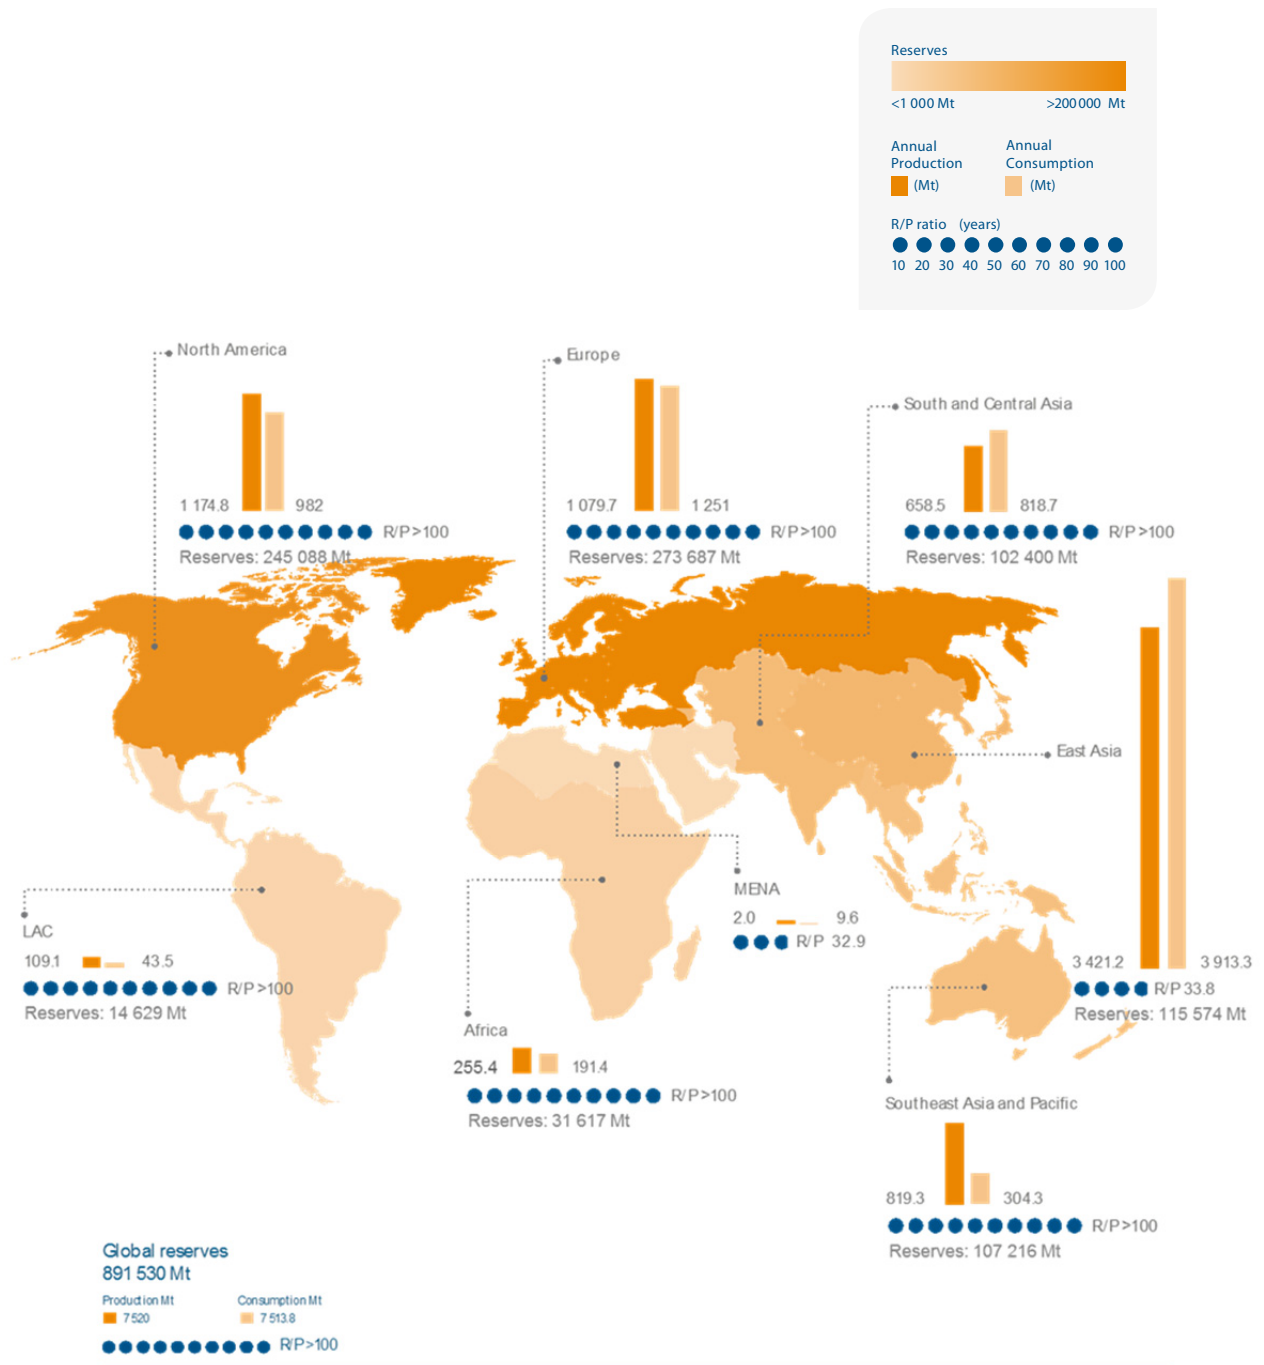 Reserves
<1 000 Mt >200000 Mt
Annual Production
(Mt)
Annual Consumption
(Mt)
R/P ratio (years)
10 20 30 40 50 60 70 80 90 100
North America
1 174.8 982
R/P>100
Reserves: 245 088 Mt
Europe
1 079.7 1 251
R/P>100
Reserves: 273 687 Mt
South and Central Asia
658.5 818.7
R/P>100
Reserves: 102 400 Mt
East Asia
3 421.2 3 913.3
R/P 33.8
Reserves: 115 574 Mt
MENA
2.0 9.6
R/P 32.9
LAC
109.1 43.5
R/P>100
Reserves: 14 629 Mt
Africa
255.4 191.4
R/P>100
Reserves: 31 617 Mt
Southeast Asia and Pacific
819.3 304.3
R/P>100
Reserves: 107 216 Mt
Global reserves
891 530 Mt
Production Mt Consumption Mt
7 520 7 513.8
R/P>100